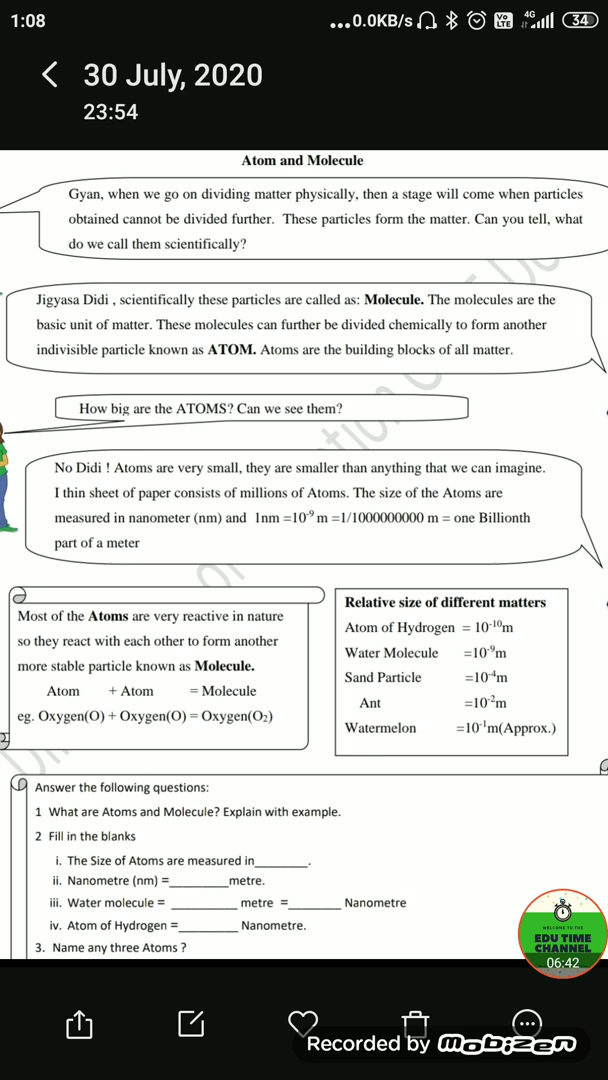 1:08
...0.0KB/s
Vo LTE
4G
34
30 July, 2020
23:54
Atom and Molecule
Gyan, when we go on dividing matter physically, then a stage will come when particles
obtained cannot be divided further. These particles form the matter. Can you tell, what
do we call them scientifically?
Jigyasa Didi , scientifically these particles are called as: Molecule. The molecules are the
basic unit of matter. These molecules can further be divided chemically to form another
indivisible particle known as ATOM. Atoms are the building blocks of all matter.
How big are the ATOMS? Can we see them?
No Didi ! Atoms are very small, they are smaller than anything that we can imagine.
I thin sheet of paper consists of millions of Atoms. The size of the Atoms are
measured in nanometer (nm) and 1nm =10⁻⁹ m =1/1000000000 m = one Billionth
part of a meter
Most of the Atoms are very reactive in nature
so they react with each other to form another
more stable particle known as Molecule.
Atom + Atom = Molecule
eg. Oxygen(O) + Oxygen(O) = Oxygen(O₂)
Relative size of different matters
Atom of Hydrogen = 10⁻¹⁰m
Water Molecule =10⁻⁹m
Sand Particle =10⁻⁴m
Ant =10⁻²m
Watermelon =10⁻¹m(Approx.)
Answer the following questions:
1 What are Atoms and Molecule? Explain with example.
2 Fill in the blanks
i. The Size of Atoms are measured in________.
ii. Nanometre (nm) =_________metre.
iii. Water molecule = __________ metre =________ Nanometre
iv. Atom of Hydrogen =_________ Nanometre.
3. Name any three Atoms ?
WELCOME TO THE
EDU TIME
CHANNEL
06:42
Recorded by Mobizen